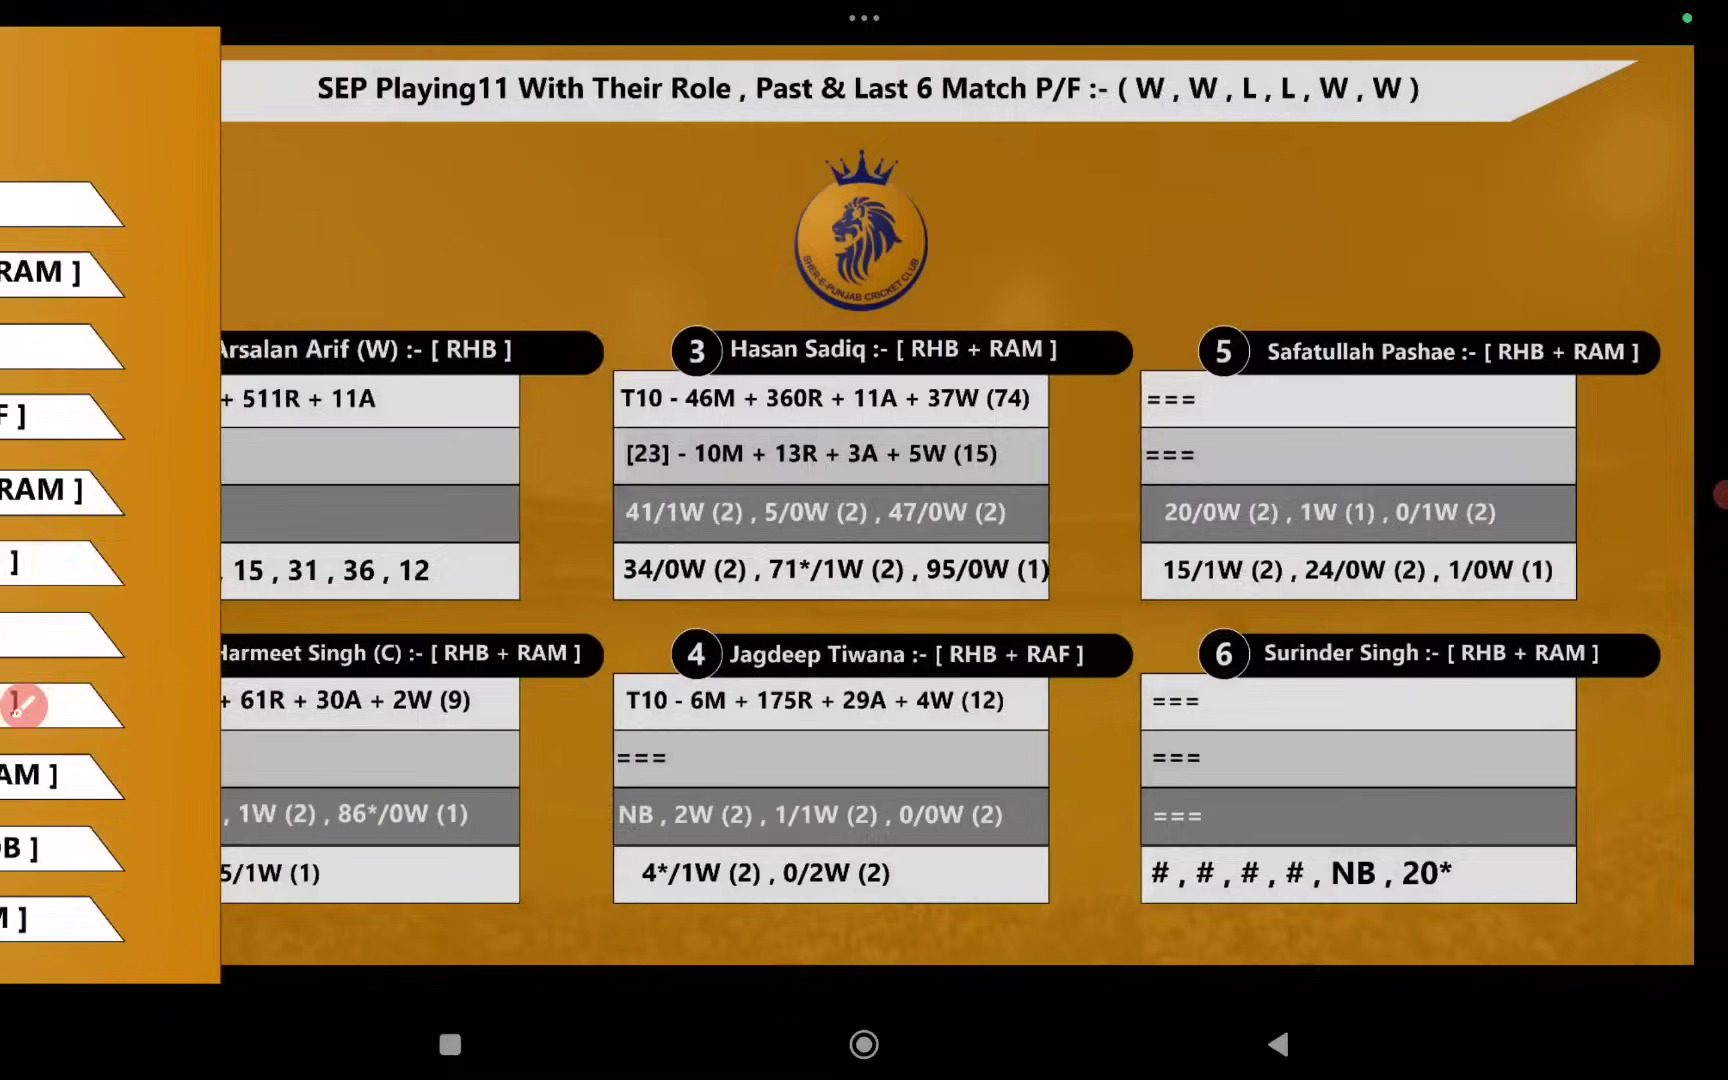 SEP Playing11 With Their Role , Past & Last 6 Match P/F :- ( W , W , L , L , W , W )
SHER-E-PUNJAB CRICKET CLUB
RAM ]
F ]
RAM ]
]
]
AM ]
B ]
M ]
Arsalan Arif (W) :- [ RHB ]
+ 511R + 11A
, 15 , 31 , 36 , 12
Harmeet Singh (C) :- [ RHB + RAM ]
+ 61R + 30A + 2W (9)
, 1W (2) , 86*/0W (1)
5/1W (1)
3 Hasan Sadiq :- [ RHB + RAM ]
T10 - 46M + 360R + 11A + 37W (74)
[23] - 10M + 13R + 3A + 5W (15)
41/1W (2) , 5/0W (2) , 47/0W (2)
34/0W (2) , 71*/1W (2) , 95/0W (1)
4 Jagdeep Tiwana :- [ RHB + RAF ]
T10 - 6M + 175R + 29A + 4W (12)
===
NB , 2W (2) , 1/1W (2) , 0/0W (2)
4*/1W (2) , 0/2W (2)
5 Safatullah Pashae :- [ RHB + RAM ]
===
===
20/0W (2) , 1W (1) , 0/1W (2)
15/1W (2) , 24/0W (2) , 1/0W (1)
6 Surinder Singh :- [ RHB + RAM ]
===
===
===
# , # , # , # , NB , 20*